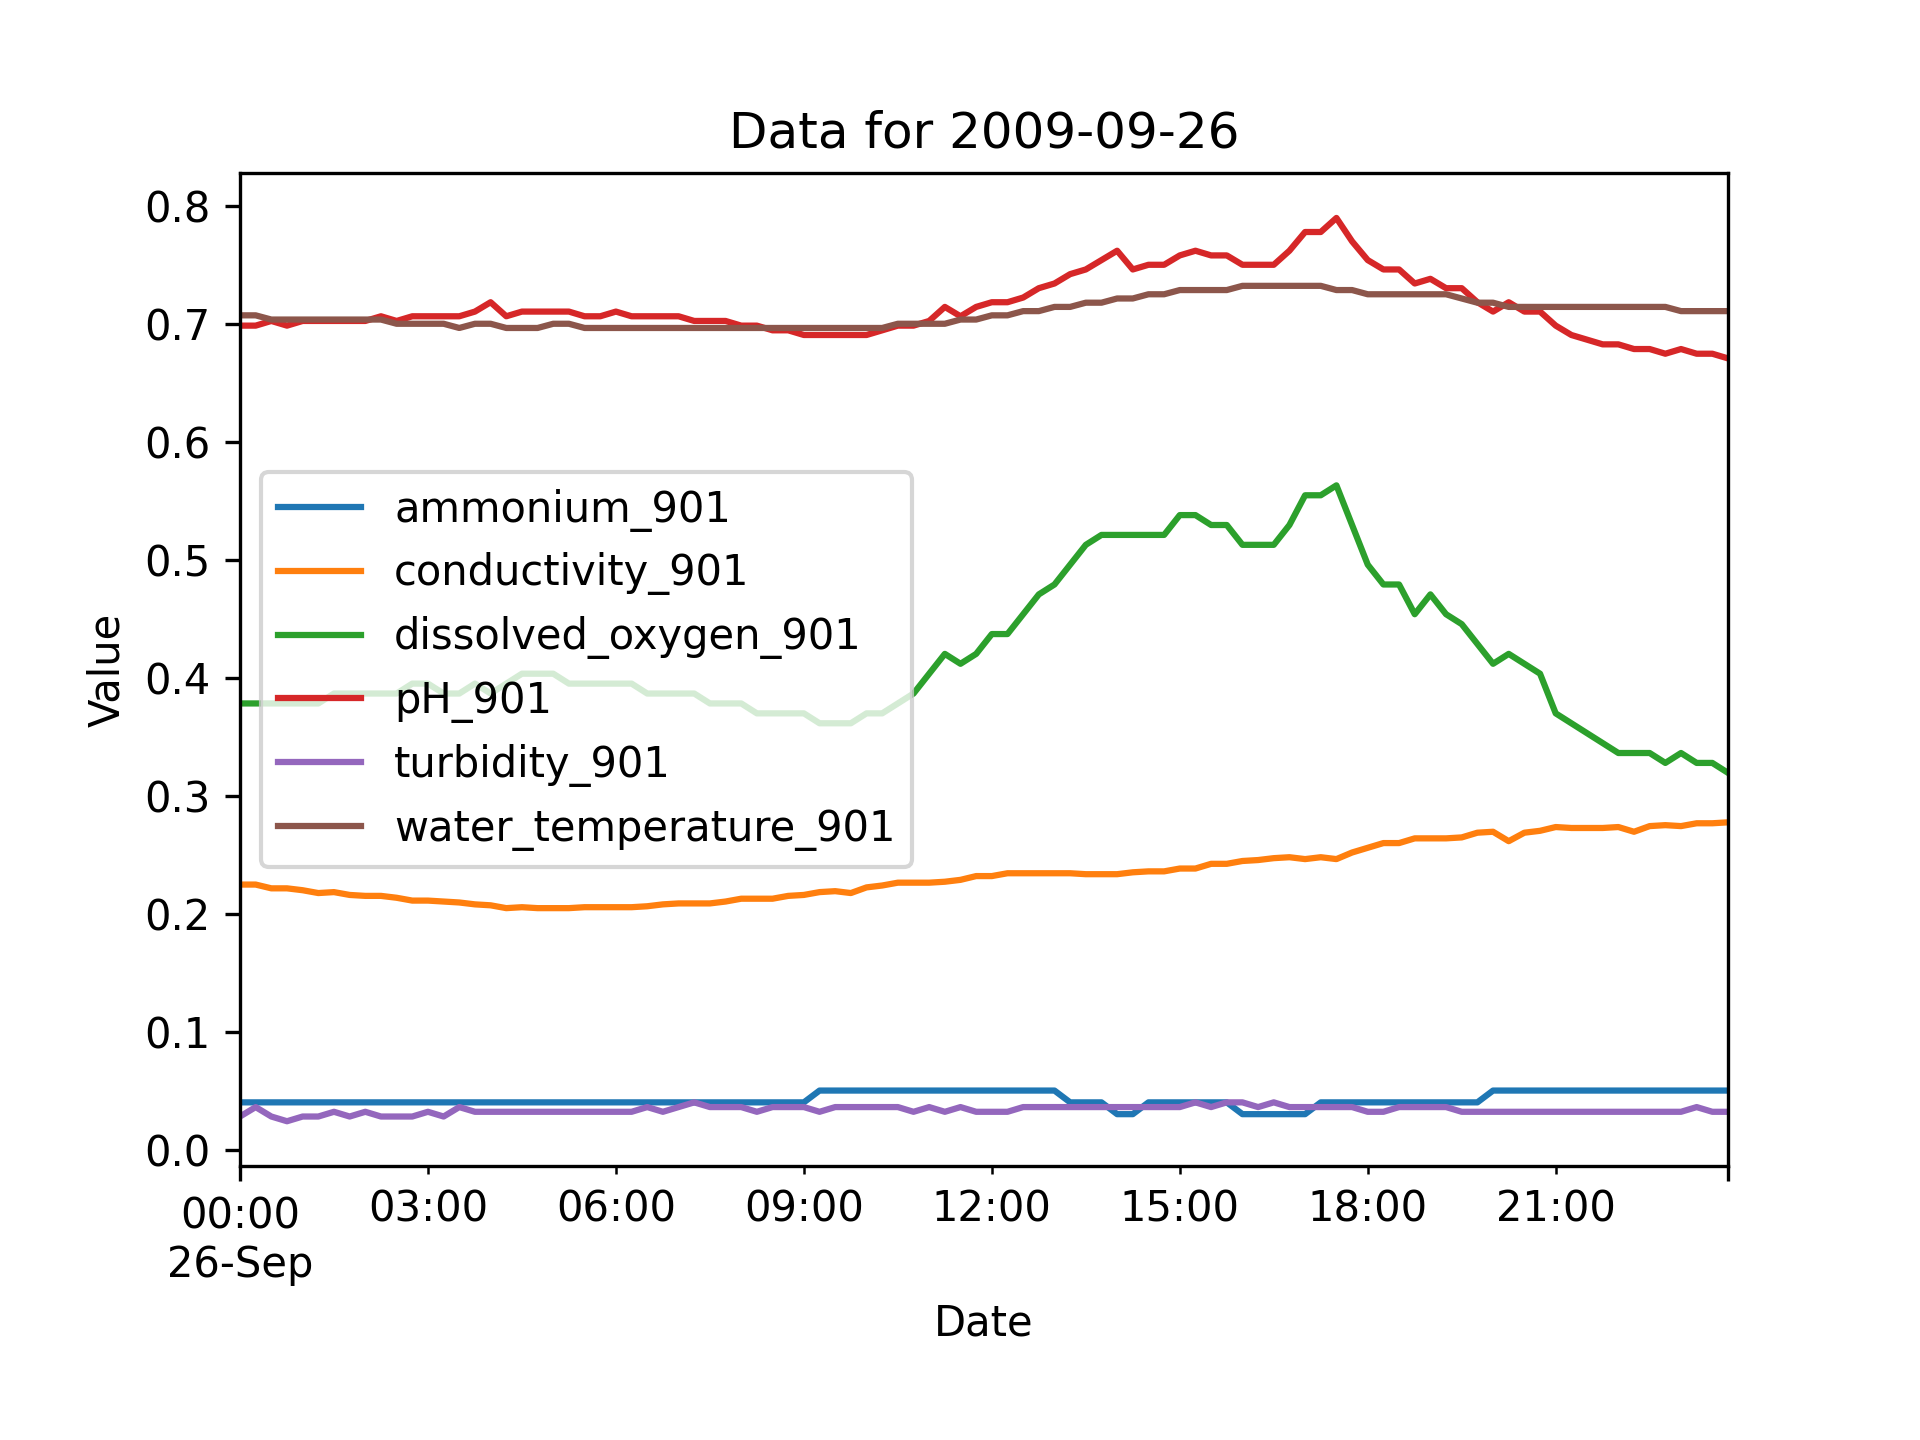 Data for 2009-09-26
Value
0.8
0.7
0.6
0.5
0.4
0.3
0.2
0.1
0.0
ammonium_901
conductivity_901
dissolved_oxygen_901
pH_901
turbidity_901
water_temperature_901
00:00 03:00 06:00 09:00 12:00 15:00 18:00 21:00
26-Sep
Date